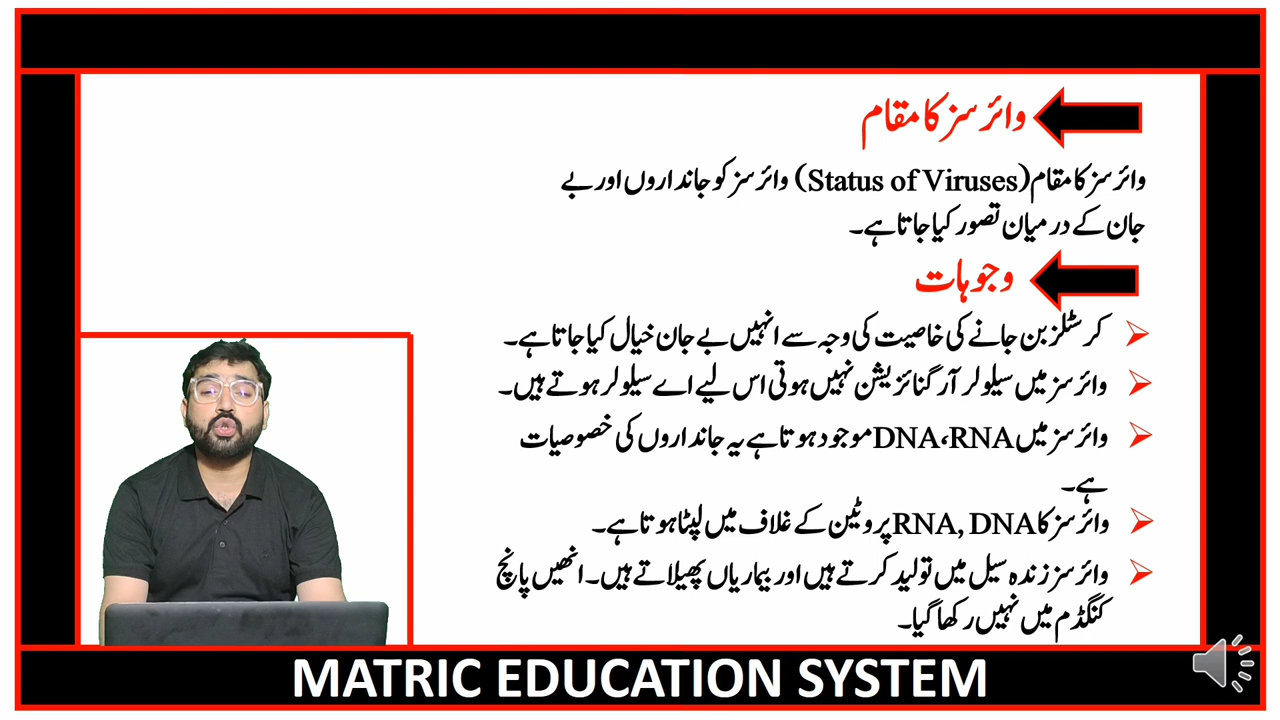 وائرسز کا مقام
وائرسز کا مقام(Status of Viruses) وائرسز کو جانداروں اور بے
جان کے درمیان تصور کیا جاتا ہے۔
وجوہات
کرسٹلز بن جانے کی خاصیت کی وجہ سے انہیں بے جان خیال کیا جاتا ہے۔
وائرسز میں سیلولر آرگنائزیشن نہیں ہوتی اس لیے اے سیلولر ہوتے ہیں۔
وائرسز میں DNA،RNA موجود ہوتا ہے یہ جانداروں کی خصوصیات
ہے۔
وائرسز کا RNA, DNA پروٹین کے غلاف میں لپٹا ہوتا ہے۔
وائرسز زندہ سیل میں تولید کرتے ہیں اور بیماریاں پھیلاتے ہیں۔ انھیں پانچ
کنگڈم میں نہیں رکھا گیا۔
MATRIC EDUCATION SYSTEM